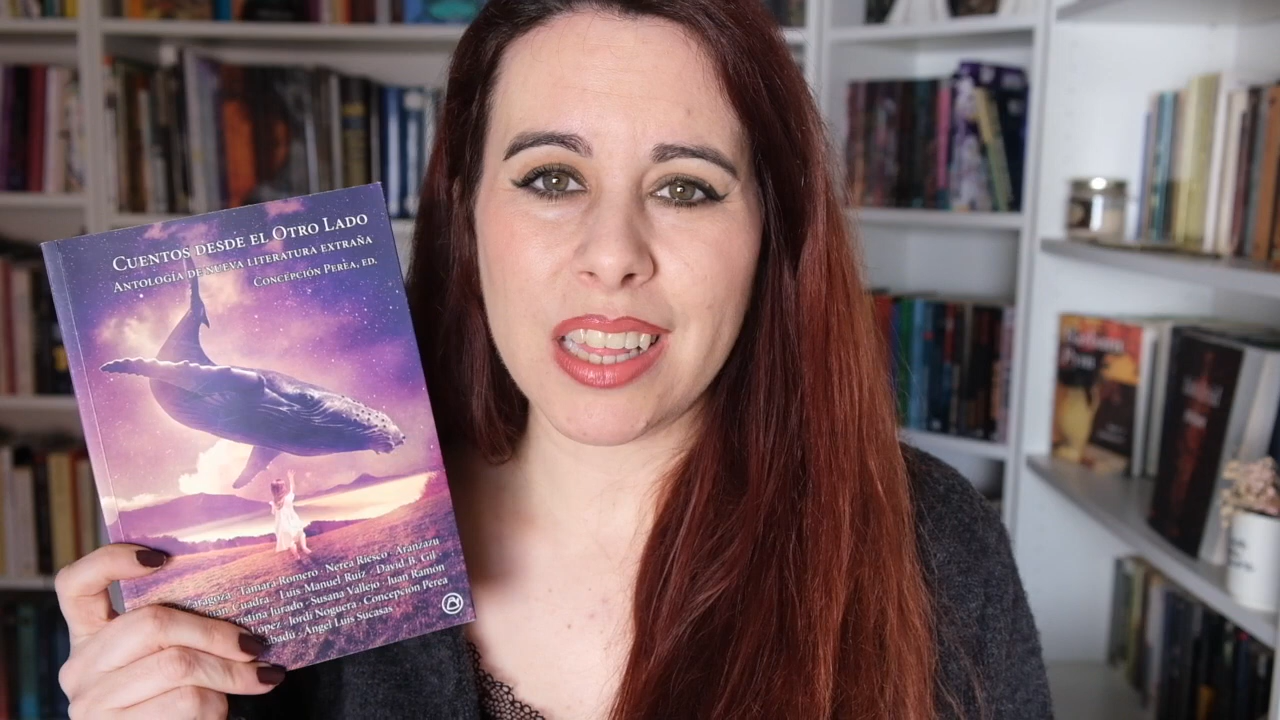 CUENTOS DESDE EL OTRO LADO
ANTOLOGÍA DE NUEVA LITERATURA EXTRAÑA
CONCEPCIÓN PEREA, ED.
Zaragoza · Tamara Romero · Nerea Riesco · Aranzazu
Cuadra · Luis Manuel Ruiz · David B. Gil ·
Cristina Jurado · Susana Vallejo · Juan Ramón
López · Jordi Noguera · Concepción Perea
· Ángel Luis Sucasas